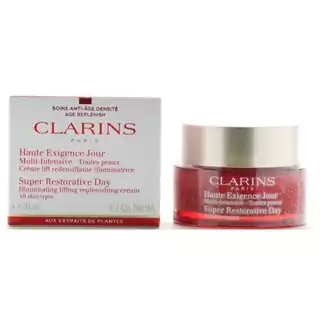 SOINS ANTI-ÂGE DENSITÉ
AGE REPLENISH
CLARINS
PARIS
Haute Exigence Jour
Multi-Intensive - Toutes peaux
Crème lift redensifiante illuminatrice
Super Restorative Day
Illuminating lifting replenishing cream
All skin types
AUX EXTRAITS DE PLANTES
CLARINS
PARIS
Haute Exigence Jour
Multi-Intensive - Toutes peaux
Super Restorative Day